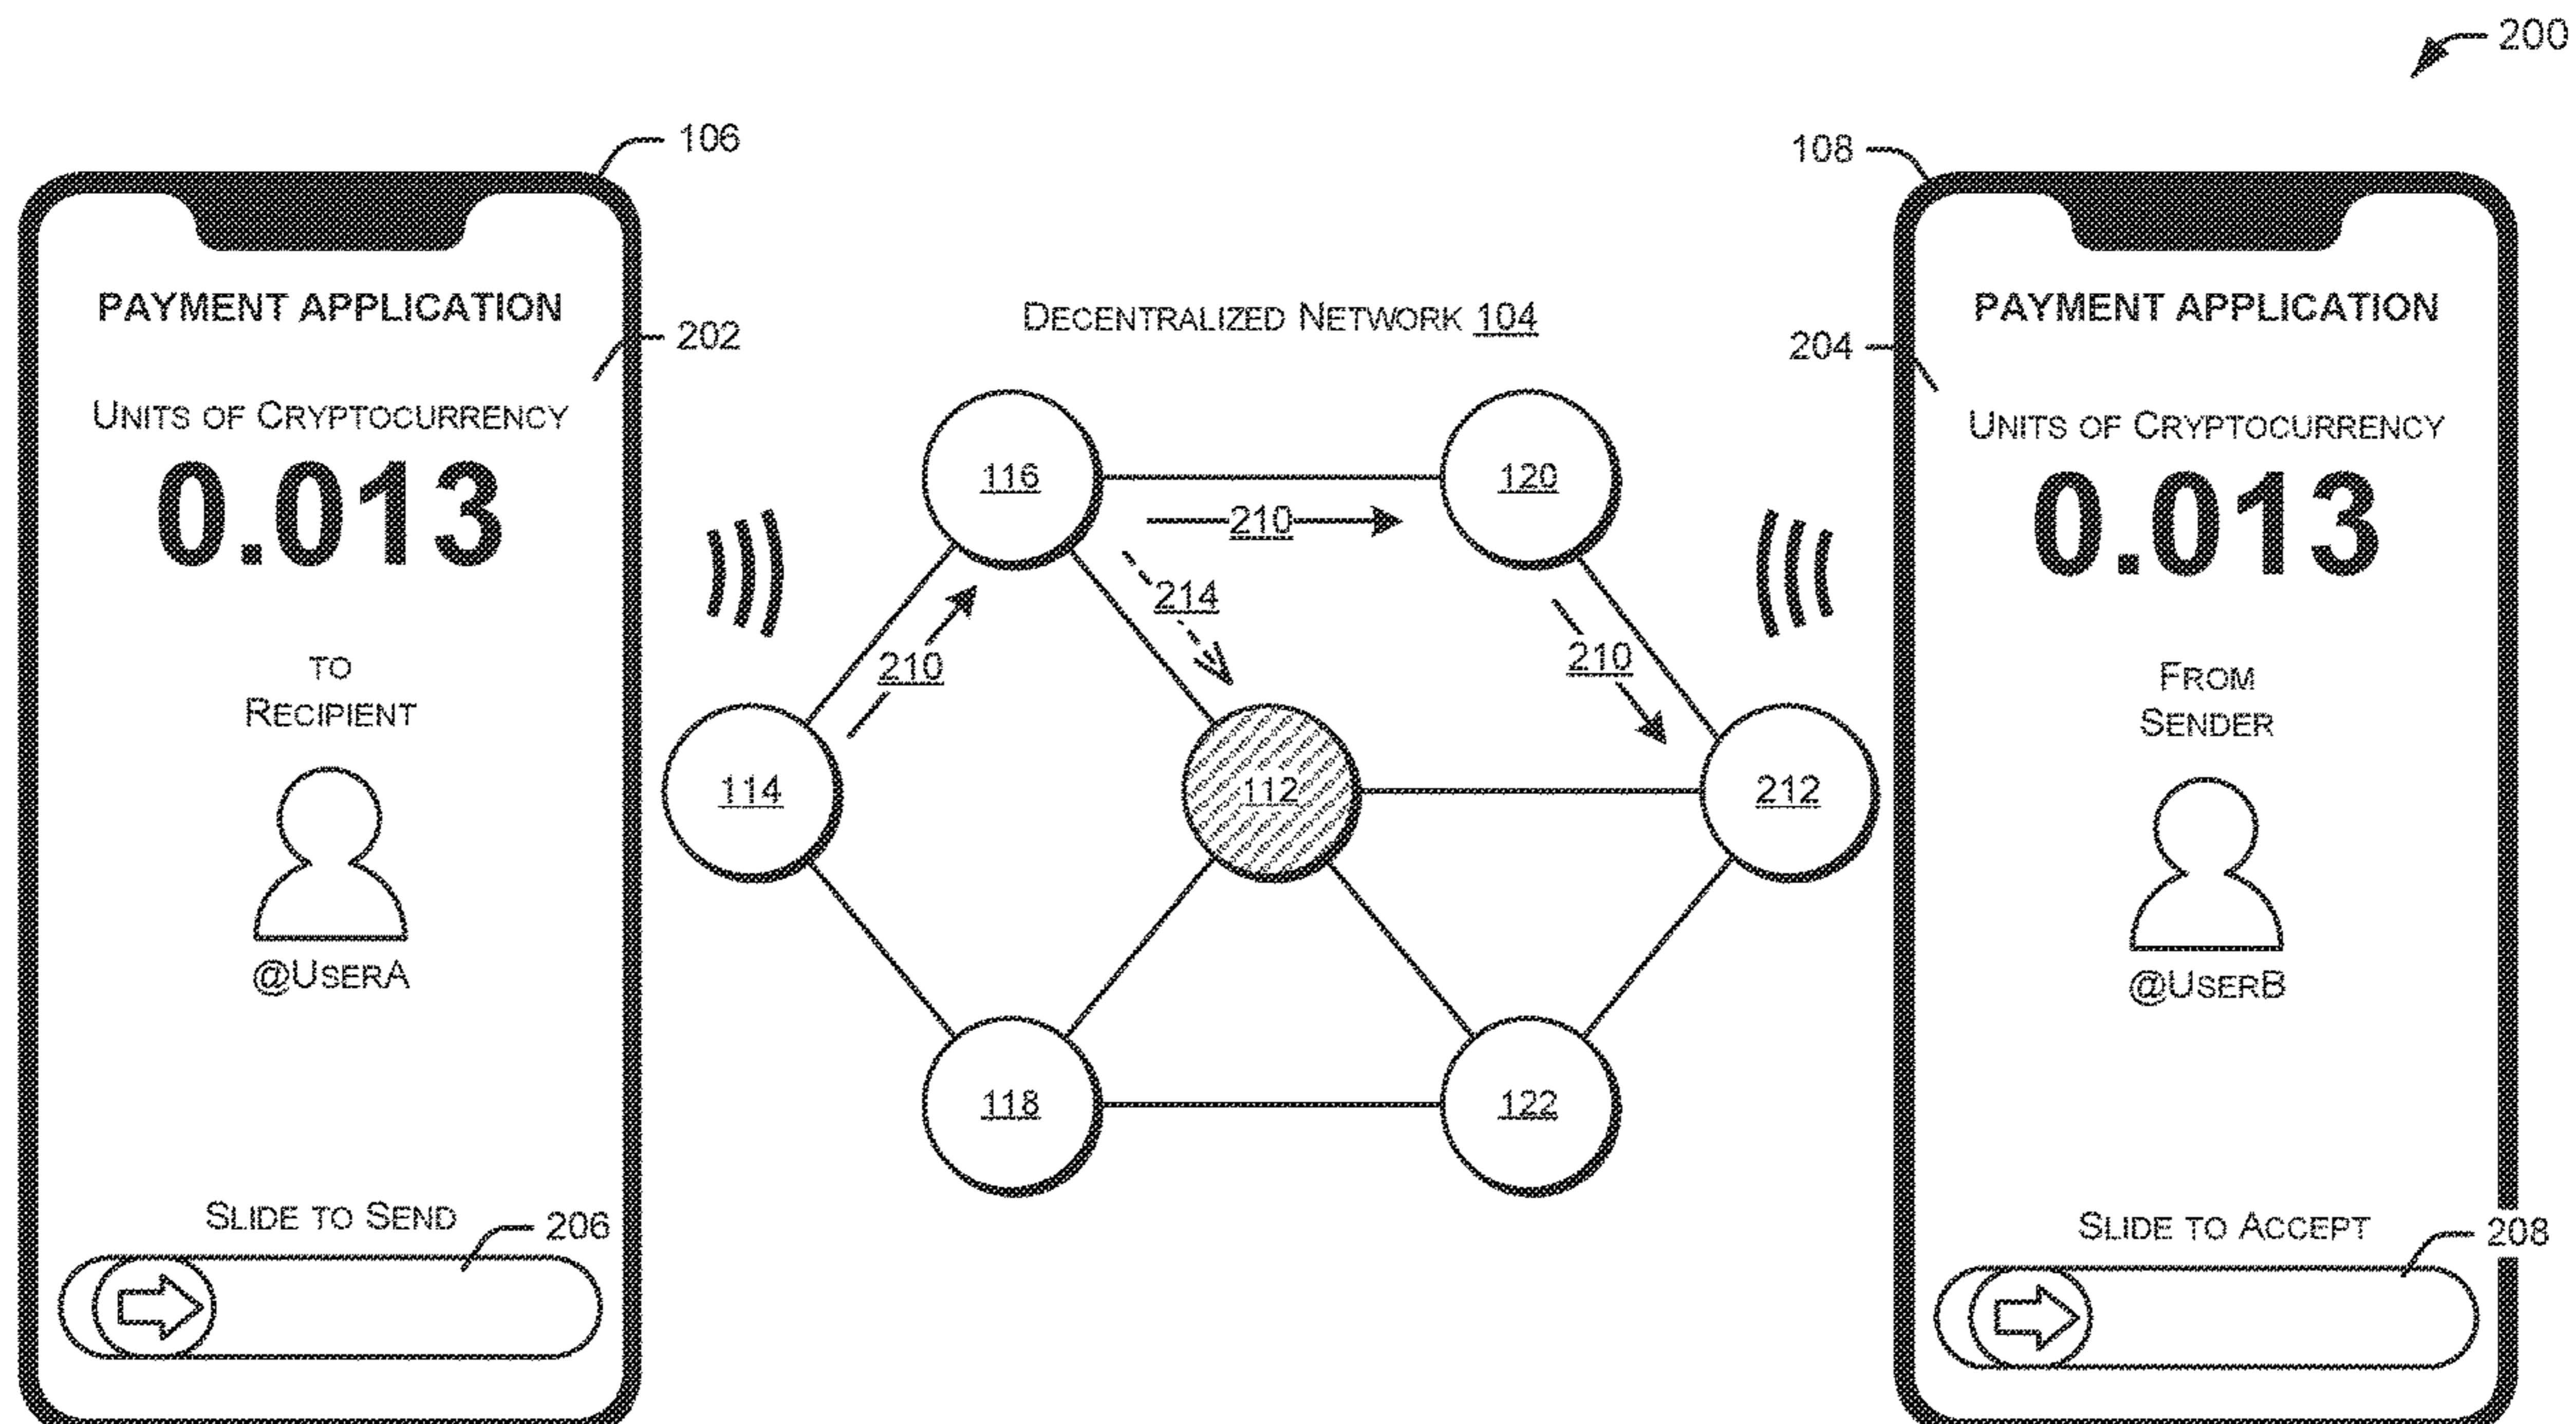 200
106
108
PAYMENT APPLICATION
202
UNITS OF CRYPTOCURRENCY
0.013
TO
RECIPIENT
@USERA
SLIDE TO SEND
206
DECENTRALIZED NETWORK 104
116
120
210
214
210
210
114
112
212
118
122
PAYMENT APPLICATION
204
UNITS OF CRYPTOCURRENCY
0.013
FROM
SENDER
@USERB
SLIDE TO ACCEPT
208